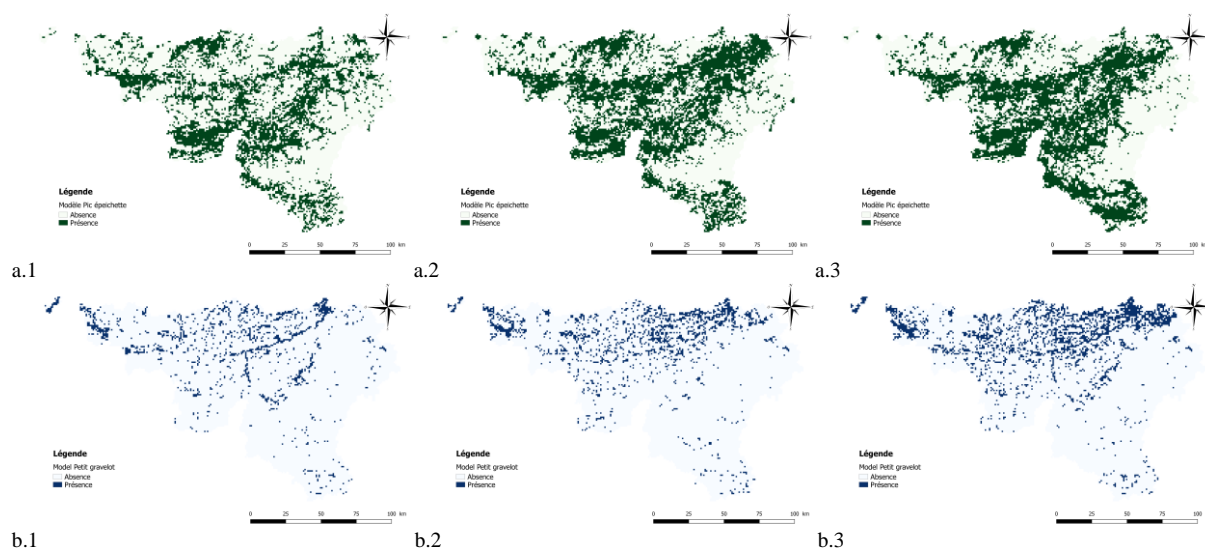 Légende
Modèle Pic épeichette
Absence
Présence
0 25 50 75 100 km
a.1
Légende
Modèle Pic épeichette
Absence
Présence
0 25 50 75 100 km
a.2
Légende
Modèle Pic épeichette
Absence
Présence
0 25 50 75 100 km
a.3
Légende
Model Petit gravelot
Absence
Présence
0 25 50 75 100 km
b.1
Légende
Model Petit gravelot
Absence
Présence
0 25 50 75 100 km
b.2
Légende
Model Petit gravelot
Absence
Présence
0 25 50 75 100 km
b.3